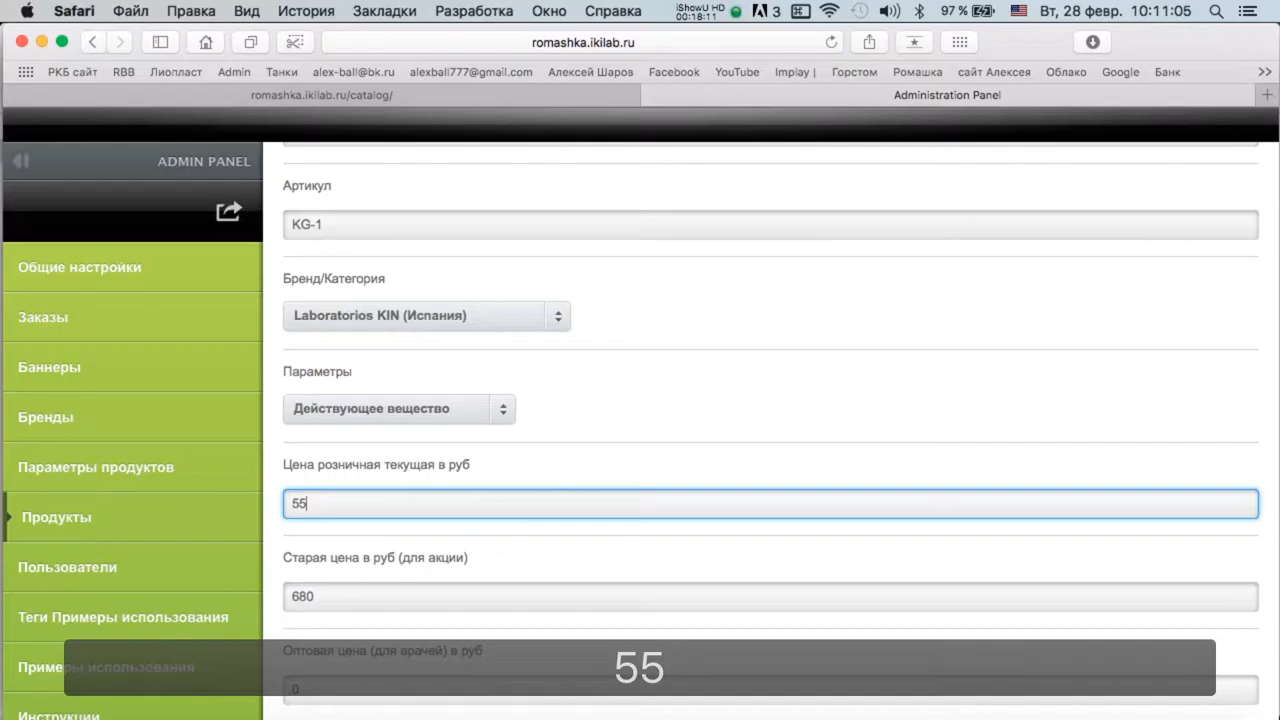 Safari Файл Правка Вид История Закладки Разработка Окно Справка iShowU HD 00:18:11 3 97 % Вт, 28 февр. 10:11:05
romashka.ikilab.ru
РКБ сайт RBB Лиопласт Admin Танки alex-ball@bk.ru alexball777@gmail.com Алексей Шаров Facebook YouTube Implay | Горстом Ромашка сайт Алексея Облако Google Банк >>
romashka.ikilab.ru/catalog/ Administration Panel
ADMIN PANEL
Общие настройки
Заказы
Баннеры
Бренды
Параметры продуктов
Продукты
Пользователи
Теги Примеры использования
Примеры использования
Инструкции
Артикул
KG-1
Бренд/Категория
Laboratorios KIN (Испания)
Параметры
Действующее вещество
Цена розничная текущая в руб
55
Старая цена в руб (для акции)
680
Оптовая цена (для врачей) в руб
0
55